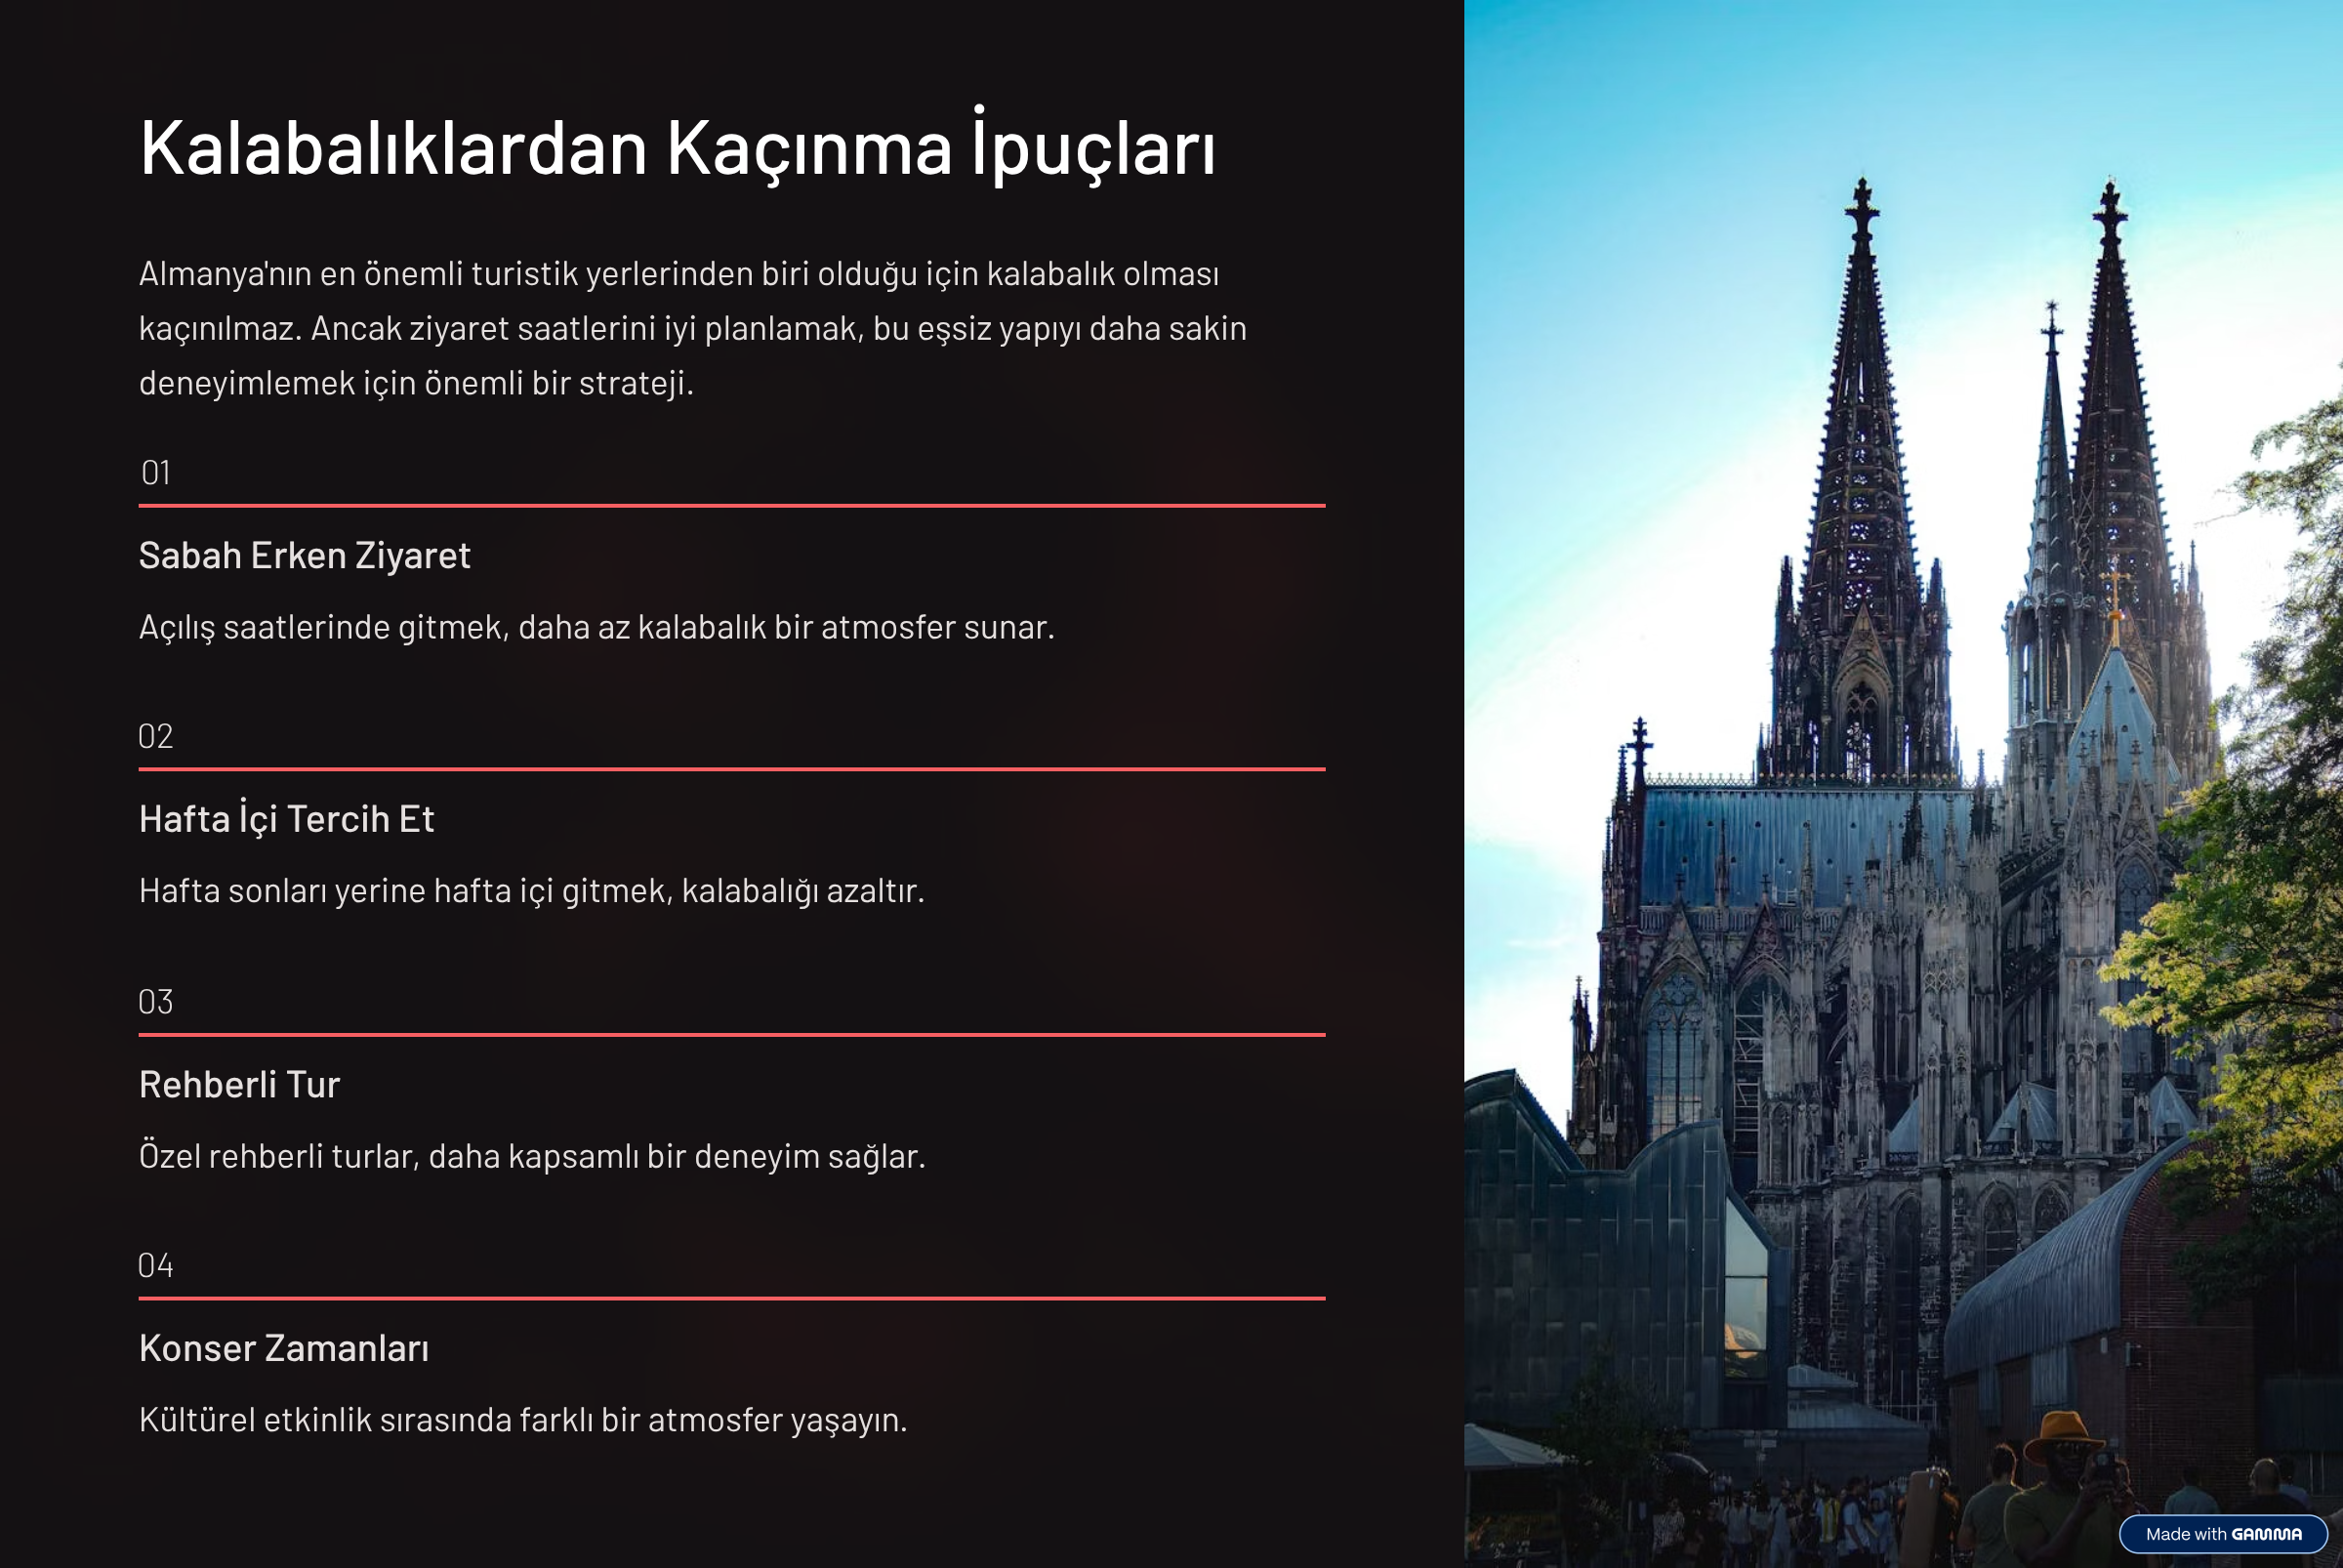 Kalabalıklardan Kaçınma İpuçları
Almanya'nın en önemli turistik yerlerinden biri olduğu için kalabalık olması
kaçınılmaz. Ancak ziyaret saatlerini iyi planlamak, bu eşsiz yapıyı daha sakin
deneyimlemek için önemli bir strateji.
01
Sabah Erken Ziyaret
Açılış saatlerinde gitmek, daha az kalabalık bir atmosfer sunar.
02
Hafta İçi Tercih Et
Hafta sonları yerine hafta içi gitmek, kalabalığı azaltır.
03
Rehberli Tur
Özel rehberli turlar, daha kapsamlı bir deneyim sağlar.
04
Konser Zamanları
Kültürel etkinlik sırasında farklı bir atmosfer yaşayın.
Made with GAMMA